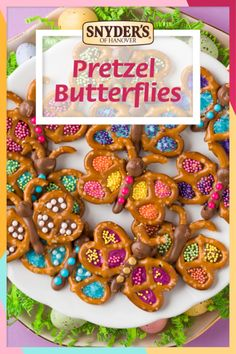 SNYDER'S
OF HANOVER
Pretzel
Butterflies